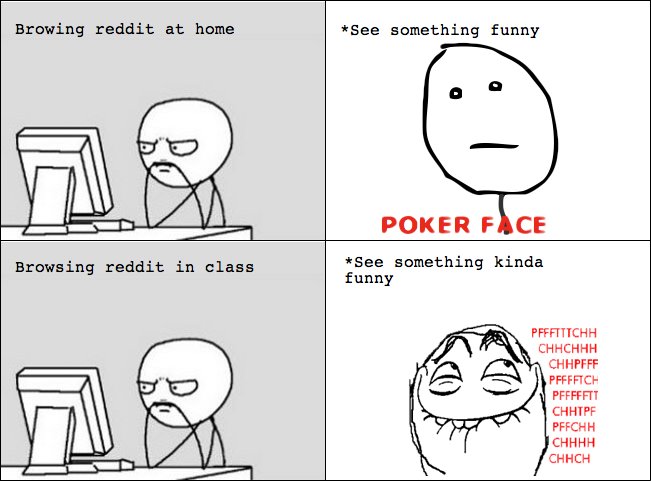 Browing reddit at home
*See something funny
POKER FACE
Browsing reddit in class
*See something kinda
funny
PFFFTTTCHH
CHHCHHH
CHHPFFF
PFFFFTCH
PFFFFFTT
CHHTPF
PFFCHH
CHHHH
CHHCH